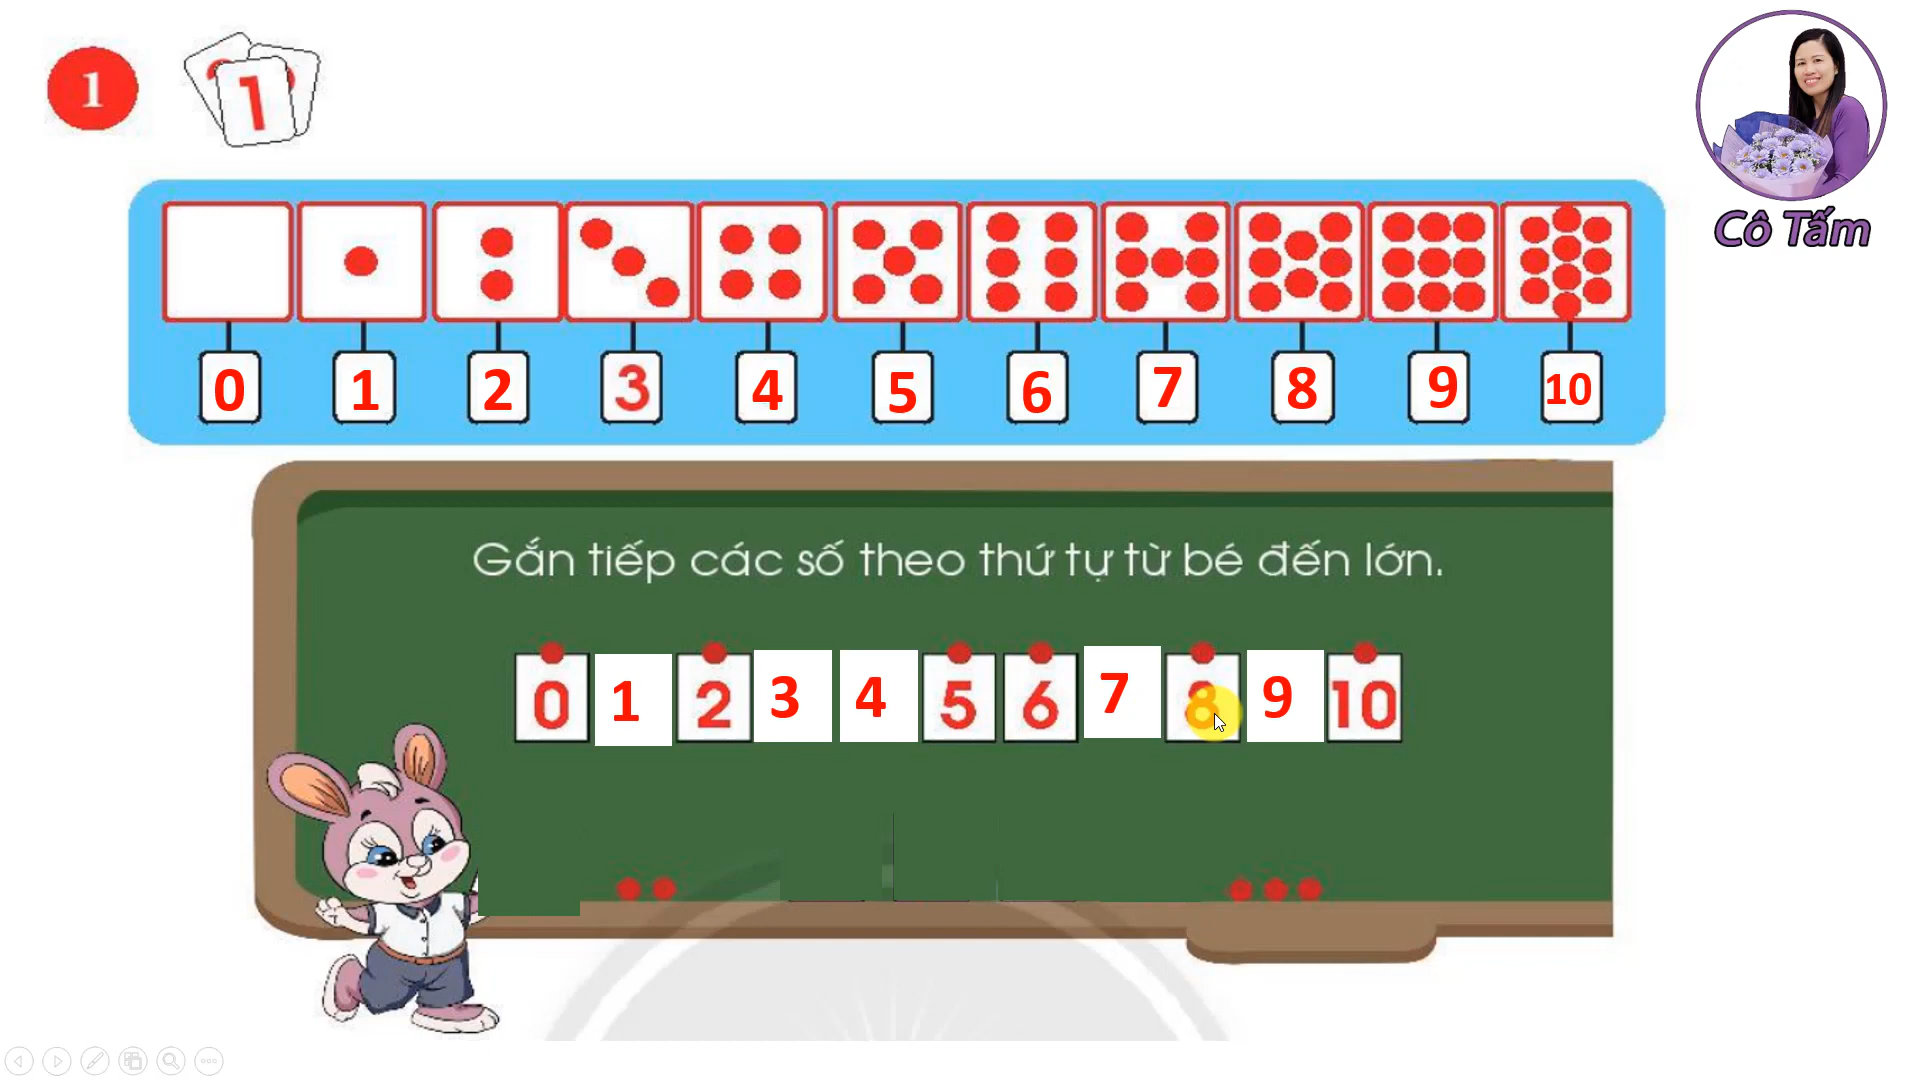 1
1
Cô Tấm
0 1 2 3 4 5 6 7 8 9 10
Gắn tiếp các số theo thứ tự từ bé đến lớn.
0 1 2 3 4 5 6 7 8 9 10